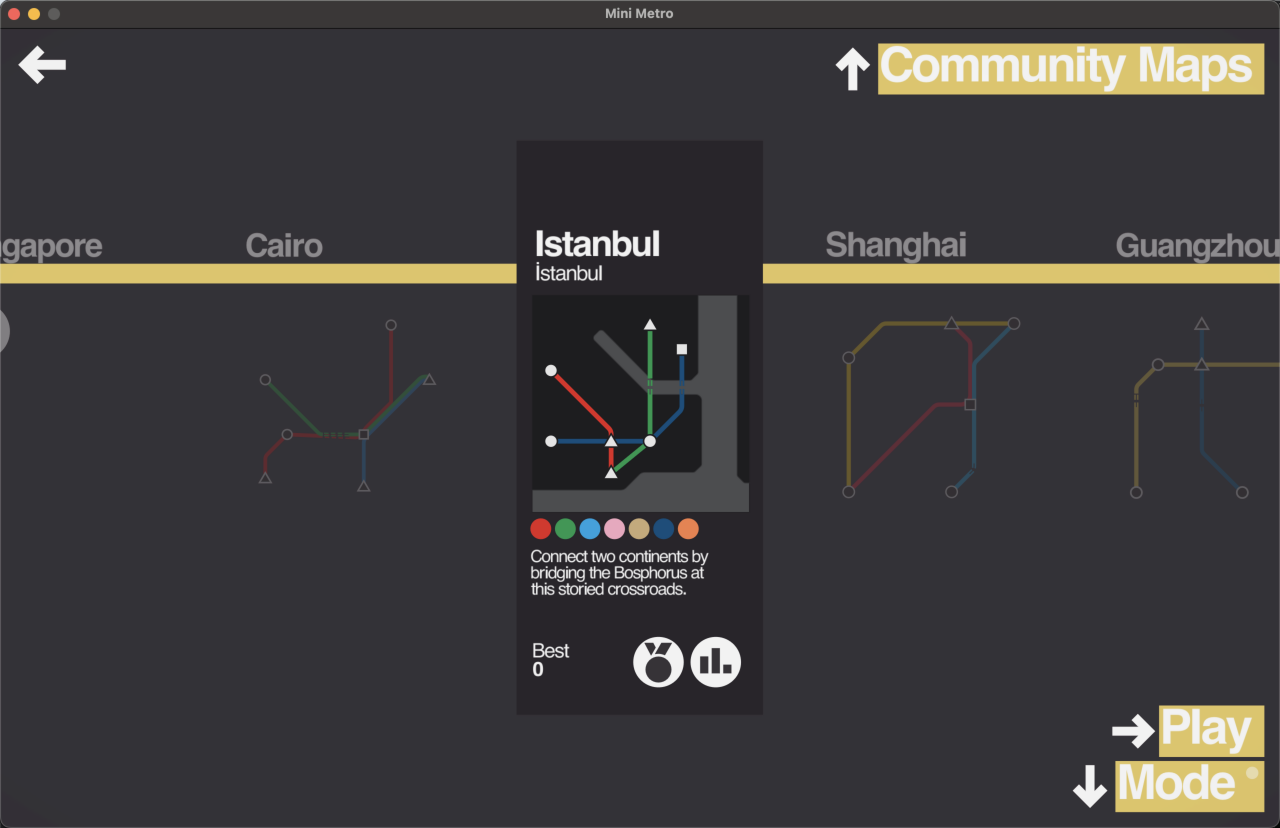 Mini Metro
Community Maps
Cairo
Istanbul
İstanbul
Shanghai
Guangzhou
Connect two continents by
bridging the Bosphorus at
this storied crossroads.
Best
0
Play
Mode